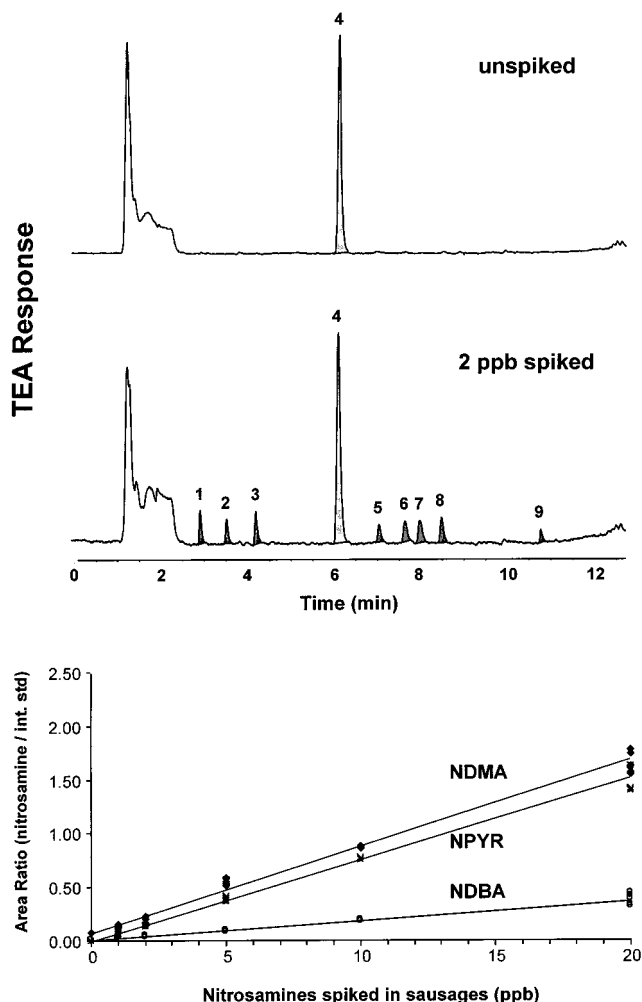 4
unspiked
TEA Response
4
2 ppb spiked
1 2 3 5 6 7 8 9
0 2 4 6 8 10 12
Time (min)
2.50
2.00
1.50
1.00
0.50
0.00
Area Ratio (nitrosamine / int. std)
NDMA
NPYR
NDBA
0 5 10 15 20
Nitrosamines spiked in sausages (ppb)